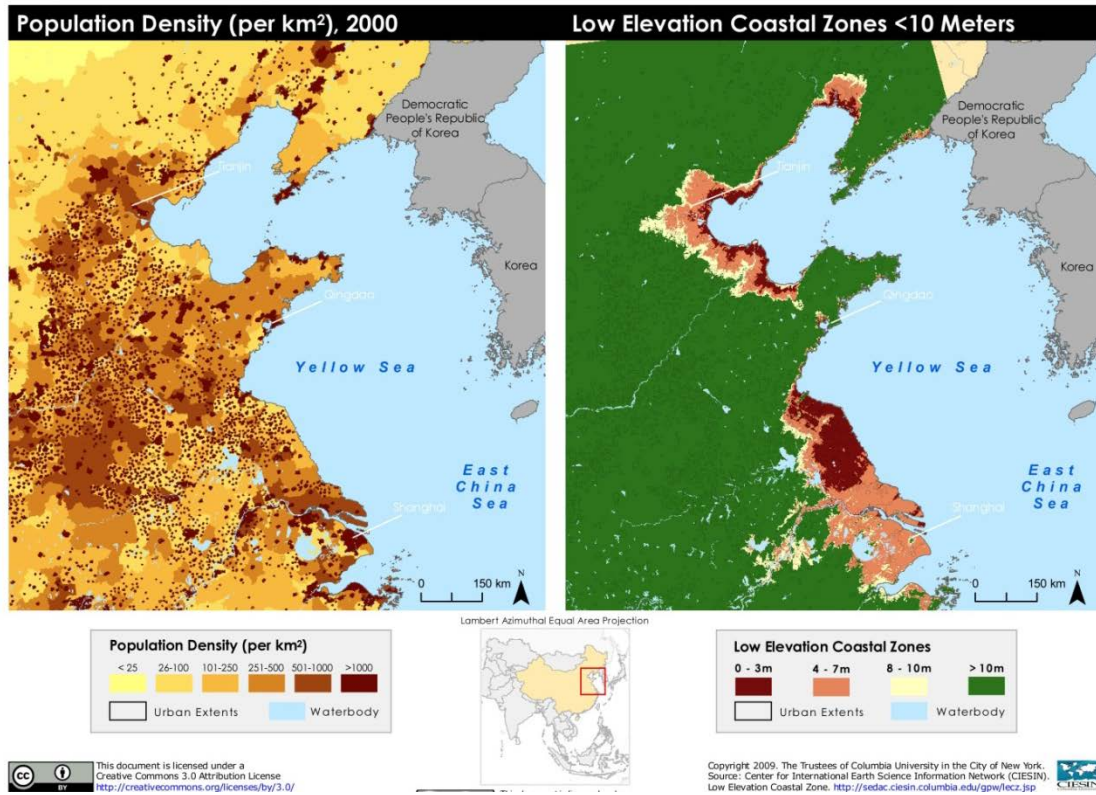 Population Density (per km²), 2000
Low Elevation Coastal Zones <10 Meters
Democratic
People's Republic
of Korea
Tianjin
Korea
Qingdao
Yellow Sea
East
China
Sea
Shanghai
0 150 km
N
Democratic
People's Republic
of Korea
Tianjin
Korea
Qingdao
Yellow Sea
East
China
Sea
Shanghai
0 150 km
N
Lambert Azimuthal Equal Area Projection
Population Density (per km²)
< 25 26-100 101-250 251-500 501-1000 >1000
Urban Extents Waterbody
Low Elevation Coastal Zones
0 - 3m 4 - 7m 8 - 10m > 10m
Urban Extents Waterbody
cc BY
This document is licensed under a
Creative Commons 3.0 Attribution License
http://creativecommons.org/licenses/by/3.0/
Copyright 2009. The Trustees of Columbia University in the City of New York.
Source: Center for International Earth Science Information Network (CIESIN).
Low Elevation Coastal Zone. http://sedac.ciesin.columbia.edu/gpw/lecz.jsp
CIESIN